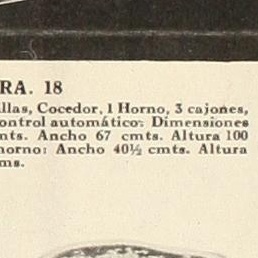 RA. 18
llas, Cocedor, 1 Horno, 3 cajones,
ontrol automático: Dimensiones
nts. Ancho 67 cmts. Altura 100
horno: Ancho 40½ cmts. Altura
ms.